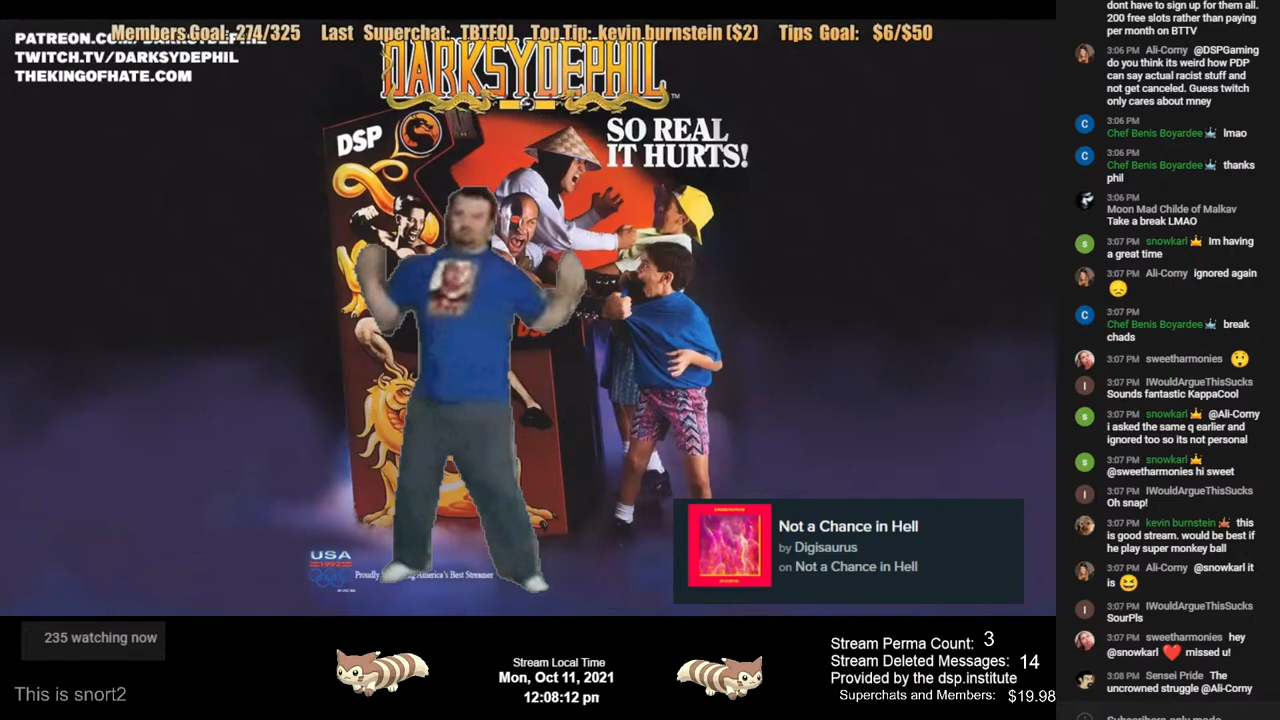 Members Goal: 274/325 Last Superchat: TBTFOJ Top Tip: kevin burnstein ($2) Tips Goal: $6/$50
TWITCH.TV/DARKSYDEPHIL
THEKINGOFHATE.COM
DARKSYDEPHIL
TM
DSP
SO REAL
IT HURTS!
USA
1992
Proudly
America's Best Streamer
Not a Chance in Hell
by Digisaurus
on Not a Chance in Hell
235 watching now
This is snort2
Stream Local Time
Mon, Oct 11, 2021
12:08:12 pm
Stream Perma Count: 3
Stream Deleted Messages: 14
Provided by the dsp.institute
Superchats and Members: $19.98
dont have to sign up for them all.
200 free slots rather than paying
per month on BTTV
3:06 PM Ali-Corny @DSPGaming
do you think its weird how PDP
can say actual racist stuff and
not get canceled. Guess twitch
only cares about mney
C
3:06 PM
Chef Benis Boyardee lmao
C
3:06 PM
Chef Benis Boyardee thanks
phil
3:06 PM
Moon Mad Childe of Malkav
Take a break LMAO
s
3:07 PM snowkarl Im having
a great time
3:07 PM Ali-Corny ignored again
C
3:07 PM
Chef Benis Boyardee break
chads
3:07 PM sweetharmonies
I
3:07 PM IWouldArgueThisSucks
Sounds fantastic KappaCool
s
3:07 PM snowkarl @Ali-Corny
i asked the same q earlier and
ignored too so its not personal
s
3:07 PM snowkarl
@sweetharmonies hi sweet
I
3:07 PM IWouldArgueThisSucks
Oh snap!
3:07 PM kevin burnstein this
is good stream. would be best if
he play super monkey ball
3:07 PM Ali-Corny @snowkarl it
is
I
3:07 PM IWouldArgueThisSucks
SourPls
3:07 PM sweetharmonies hey
@snowkarl missed u!
3:08 PM Sensei Pride The
uncrowned struggle @Ali-Corny